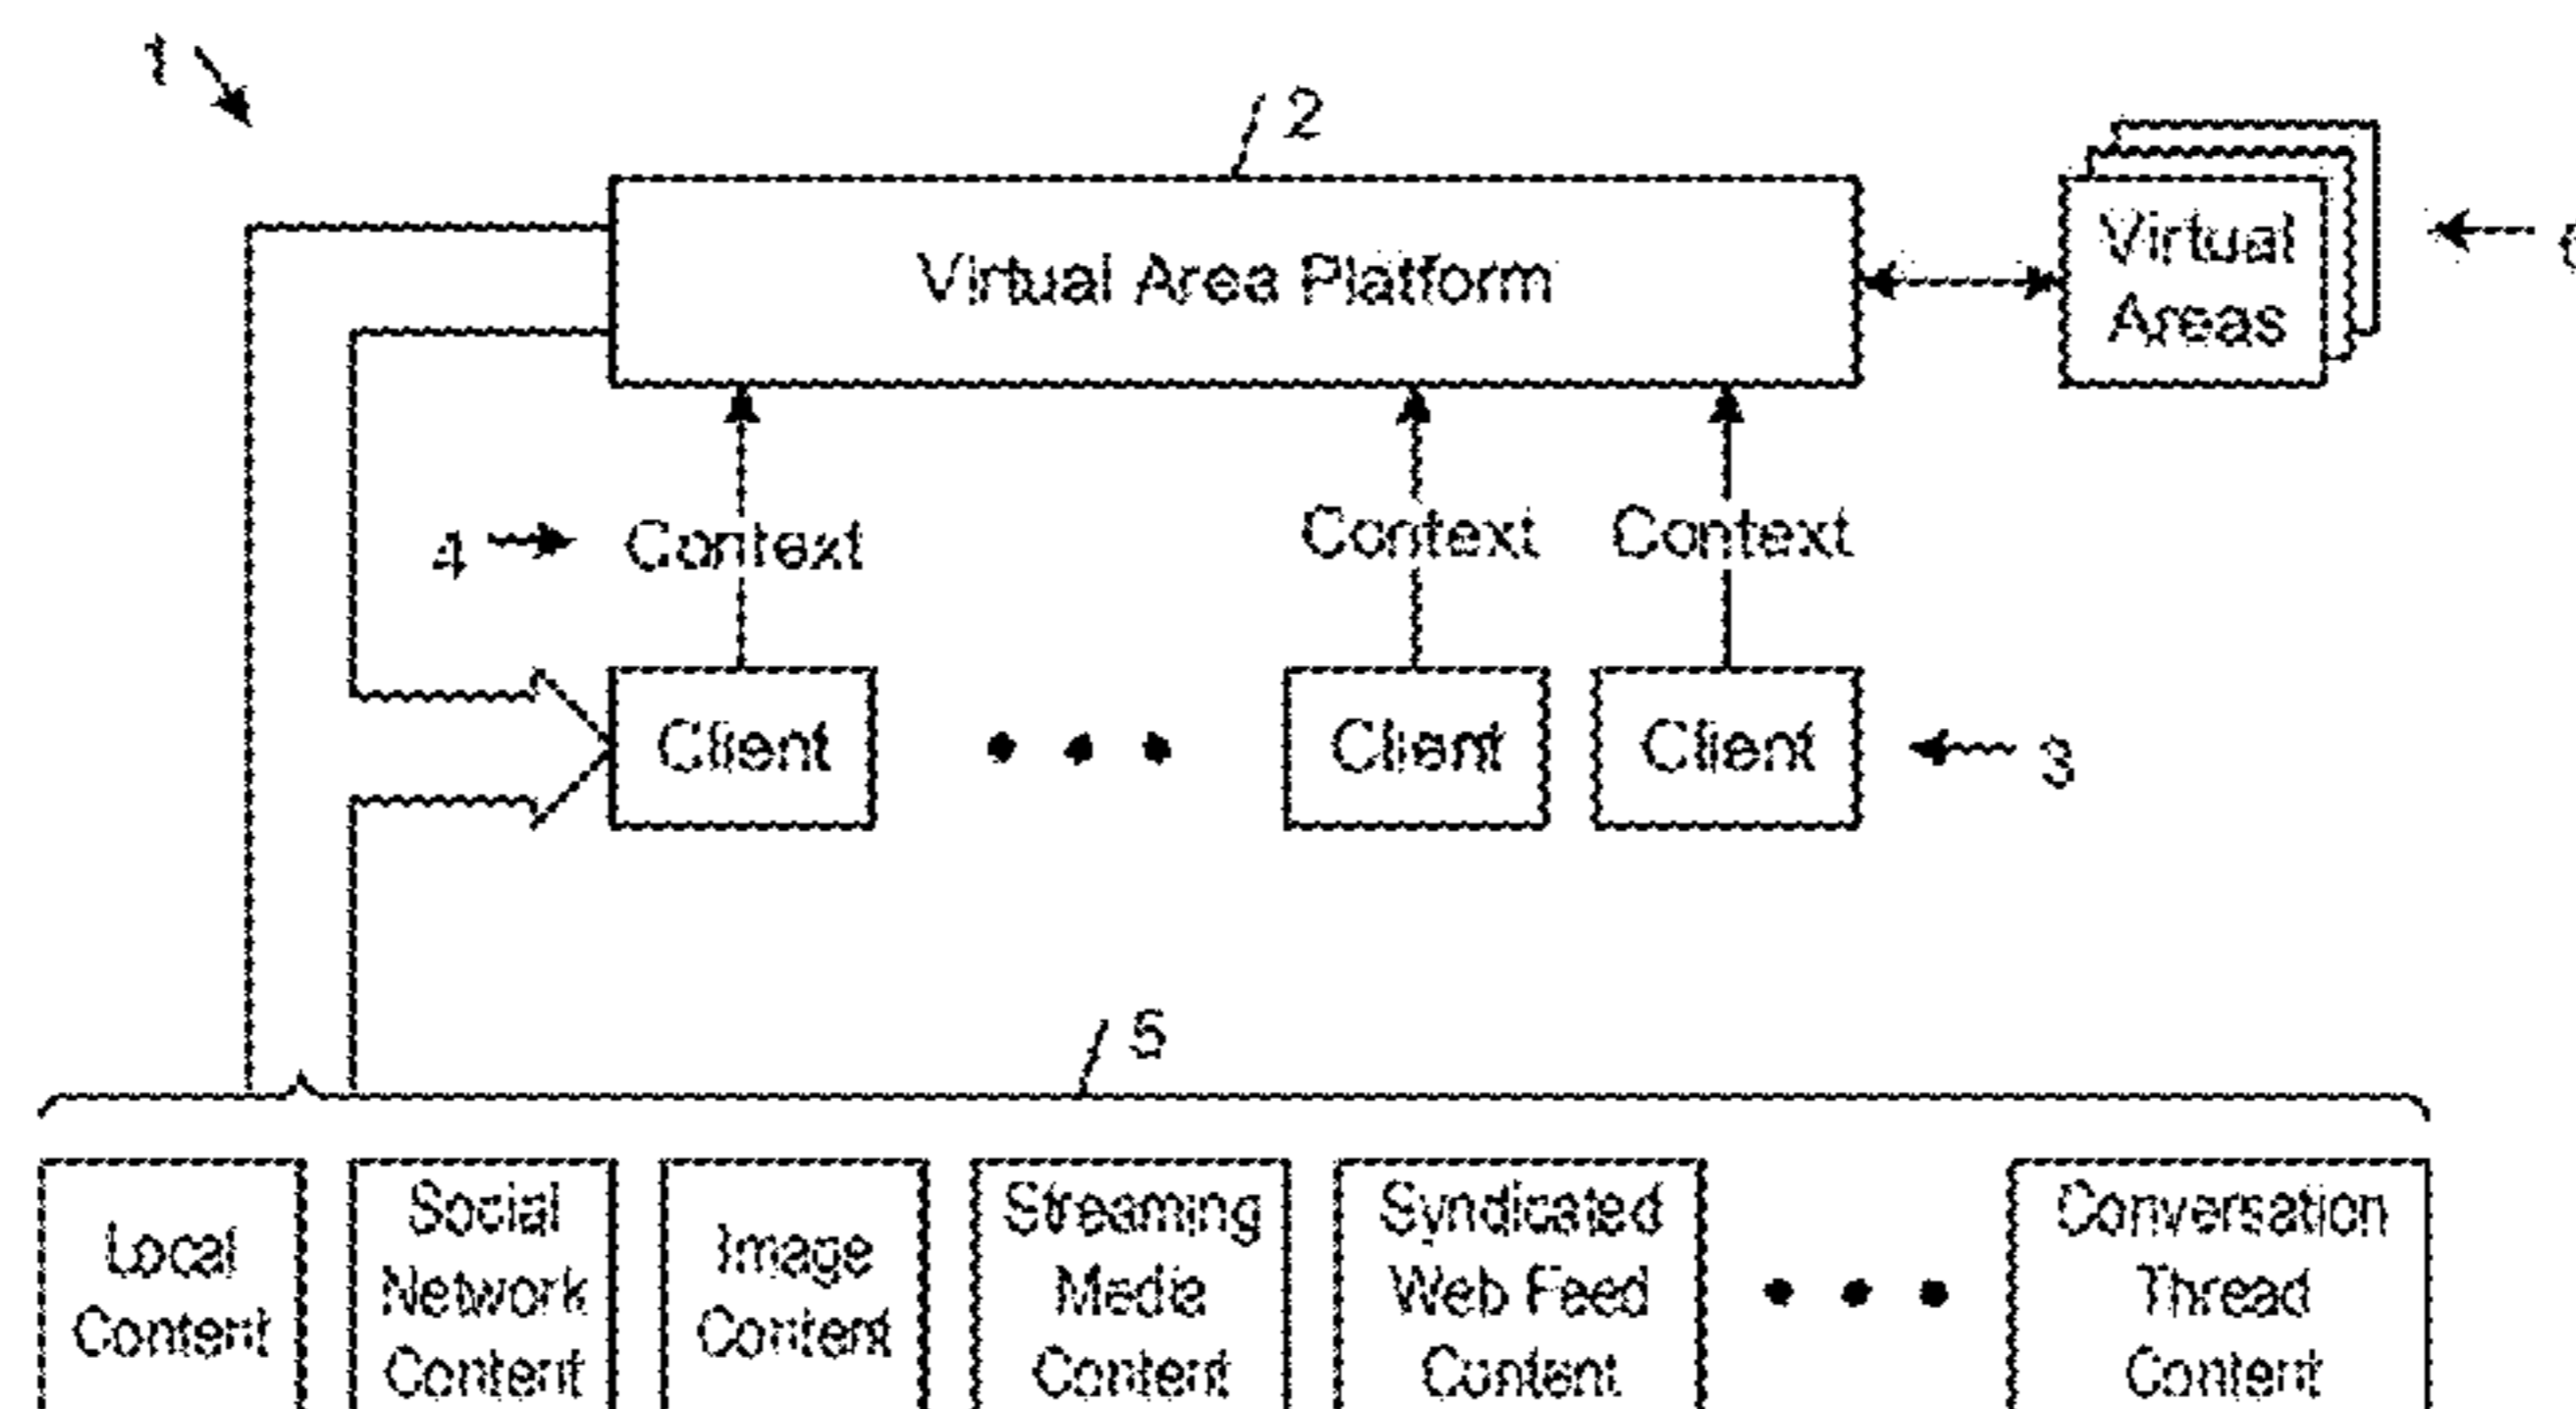 1
2
Virtual Area Platform
Virtual
Areas
4
Context
Context
Context
Client
Client
Client
3
5
Local
Content
Social
Network
Content
Image
Content
Streaming
Media
Content
Syndicated
Web Feed
Content
Conversation
Thread
Content